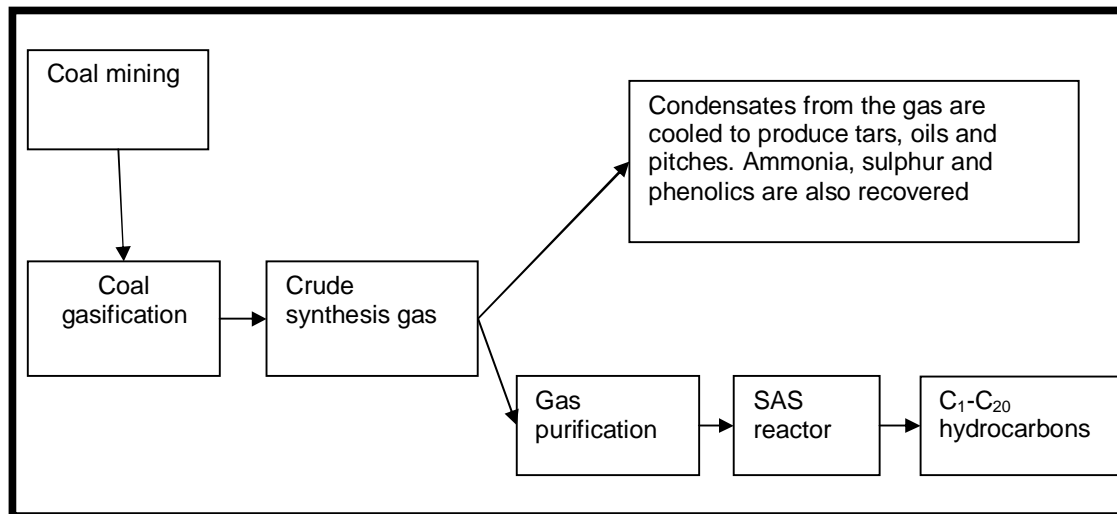 Coal mining
Condensates from the gas are
cooled to produce tars, oils and
pitches. Ammonia, sulphur and
phenolics are also recovered
Coal
gasification
Crude
synthesis gas
Gas
purification
SAS
reactor
C₁-C₂₀
hydrocarbons